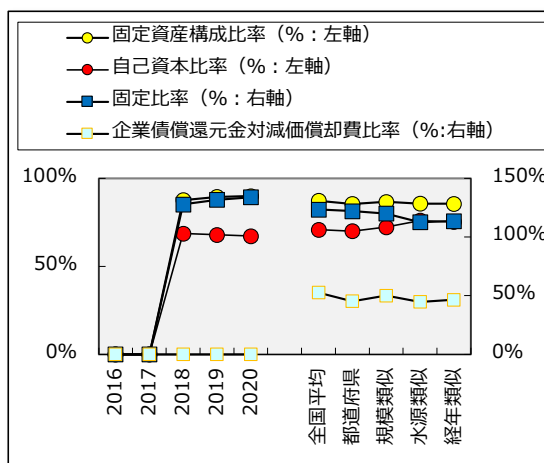 固定資産構成比率（%：左軸）
自己資本比率（%：左軸）
固定比率（%：右軸）
企業債償還元金対減価償却費比率（%:右軸）
100%
50%
0%
150%
100%
50%
0%
2016
2017
2018
2019
2020
全国平均
都道府県
規模類似
水源類似
経年類似